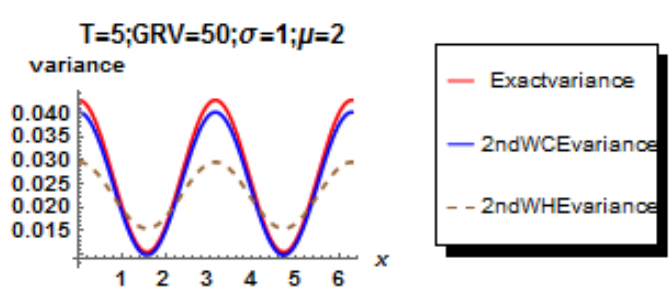 T=5;GRV=50;σ=1;μ=2
variance
0.040
0.035
0.030
0.025
0.020
0.015
1 2 3 4 5 6 x
Exactvariance
2ndWCEvariance
2ndWHEvariance